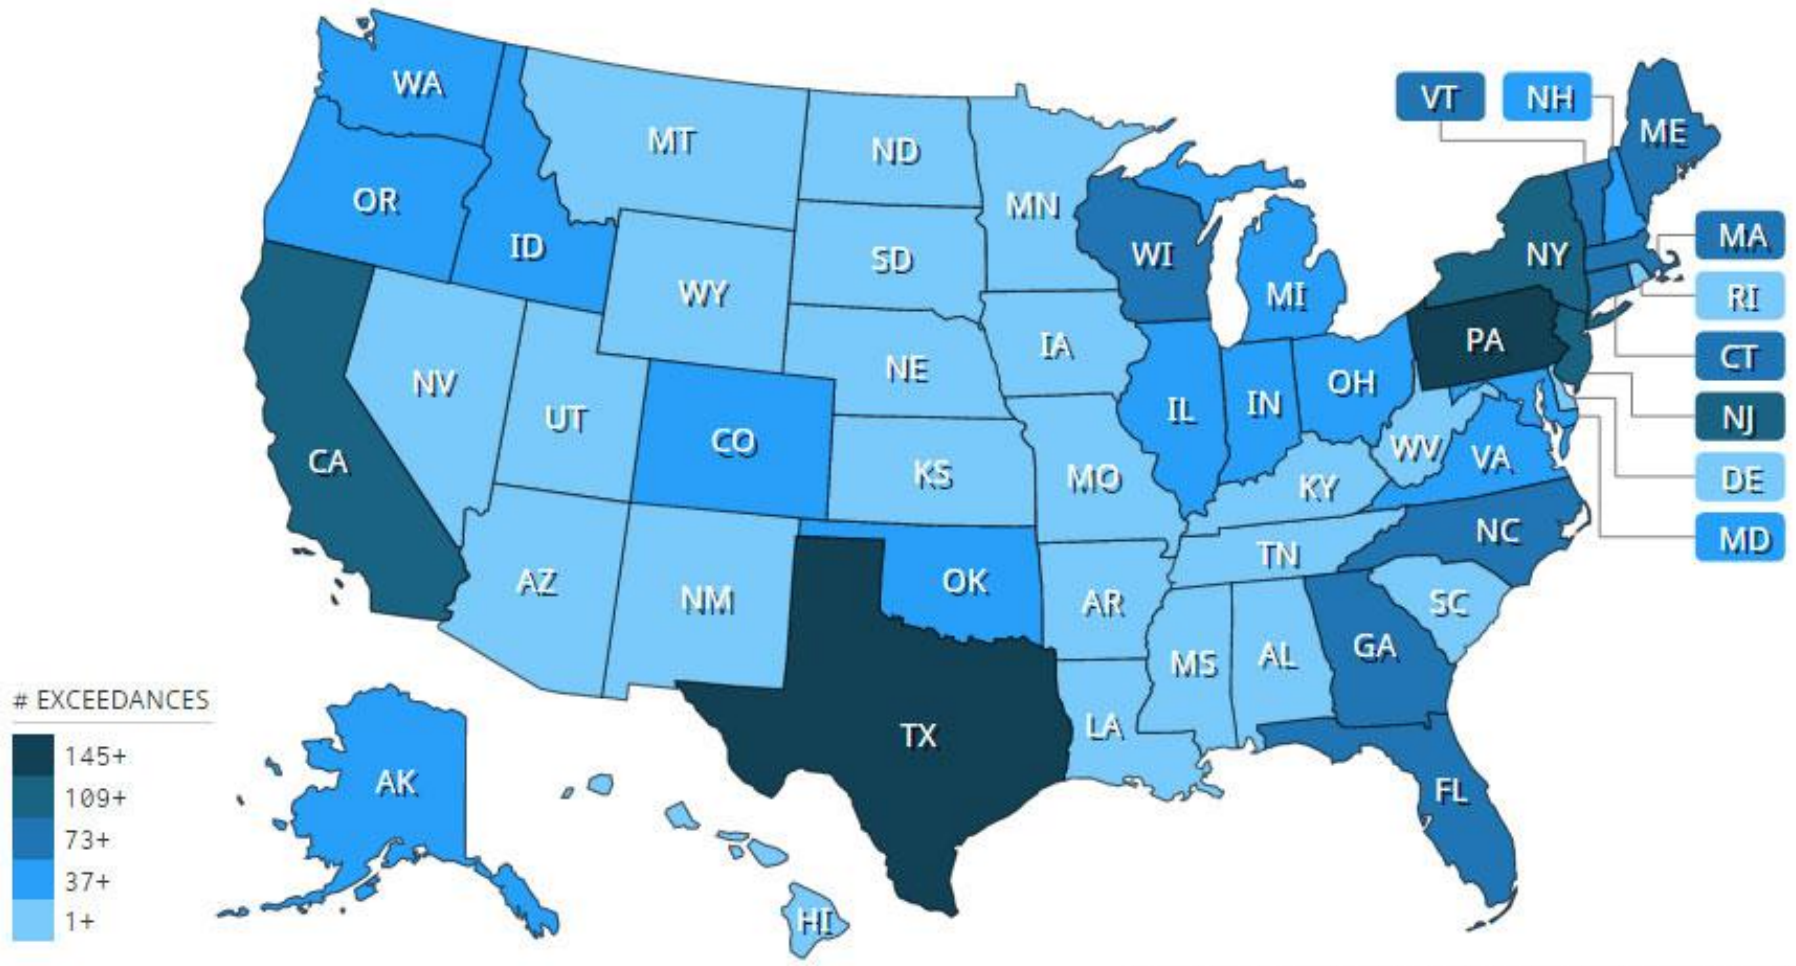 WA
MT
ND
MN
OR
ID
WY
SD
WI
MI
VT
NH
ME
NY
MA
RI
CT
NJ
DE
MD
PA
NV
UT
CO
NE
IA
IL
IN
OH
CA
KS
MO
KY
WV
VA
AZ
NM
OK
AR
TN
NC
SC
TX
LA
MS
AL
GA
FL
AK
HI
# EXCEEDANCES
145+
109+
73+
37+
1+